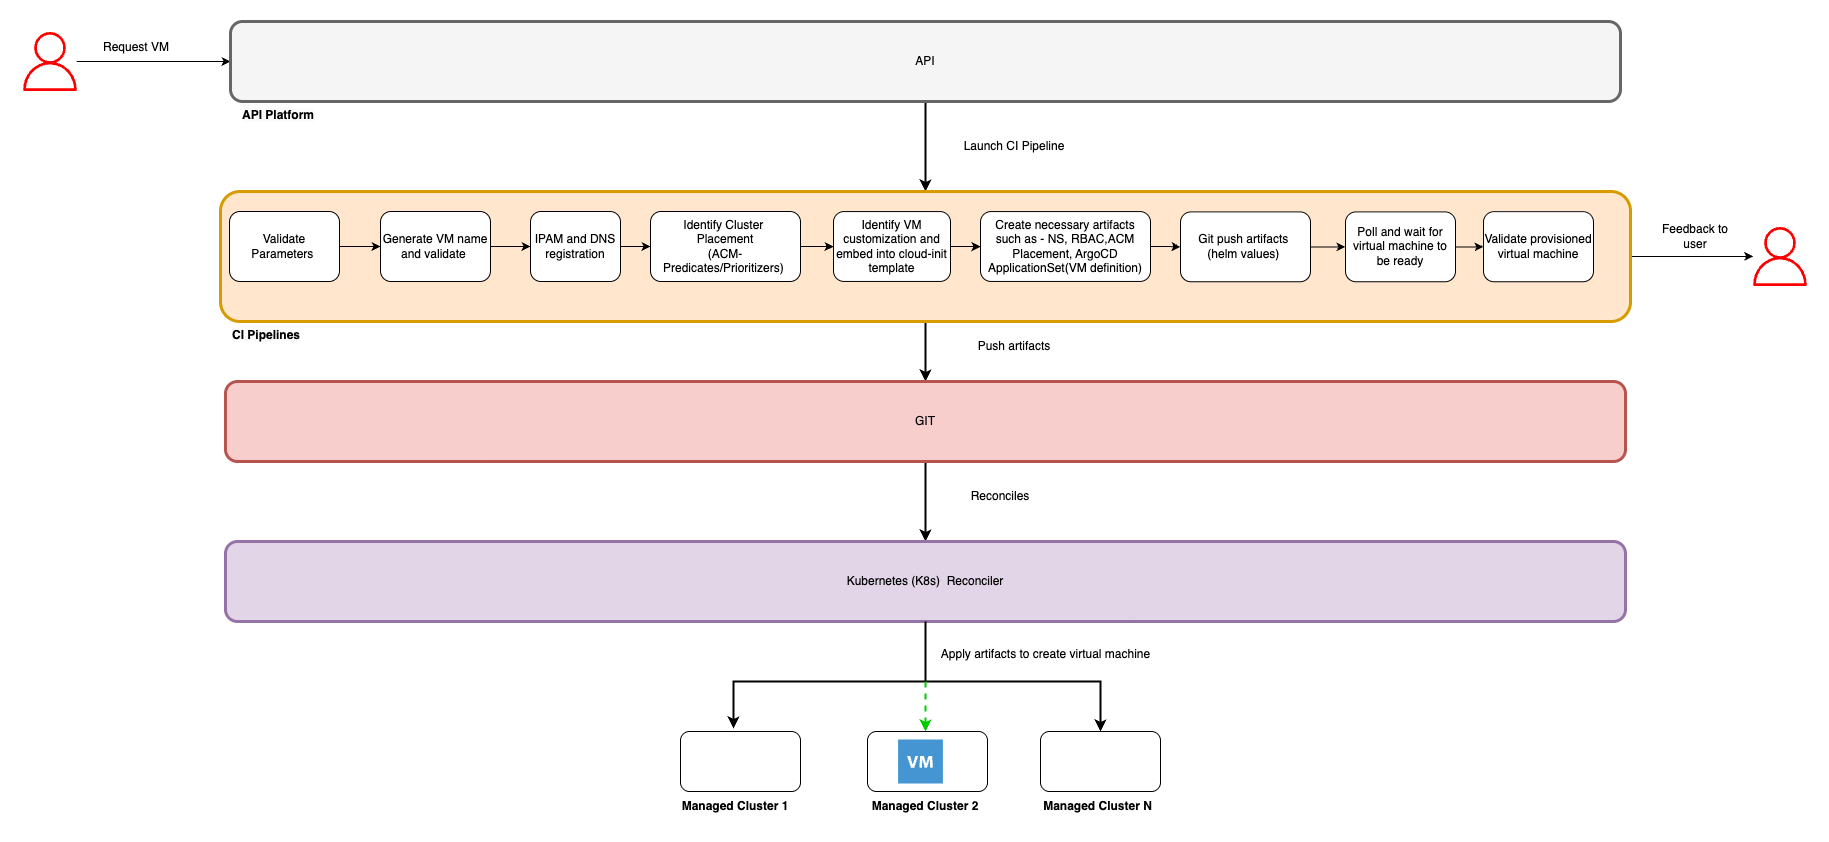 Request VM
API
API Platform
Launch CI Pipeline
Validate
Parameters
Generate VM name
and validate
IPAM and DNS
registration
Identify Cluster
Placement
(ACM-
Predicates/Prioritizers)
Identify VM
customization and
embed into cloud-init
template
Create necessary artifacts
such as - NS, RBAC,ACM
Placement, ArgoCD
ApplicationSet(VM definition)
Git push artifacts
(helm values)
Poll and wait for
virtual machine to
be ready
Validate provisioned
virtual machine
Feedback to
user
CI Pipelines
Push artifacts
GIT
Reconciles
Kubernetes (K8s)  Reconciler
Apply artifacts to create virtual machine
VM
Managed Cluster 1
Managed Cluster 2
Managed Cluster N